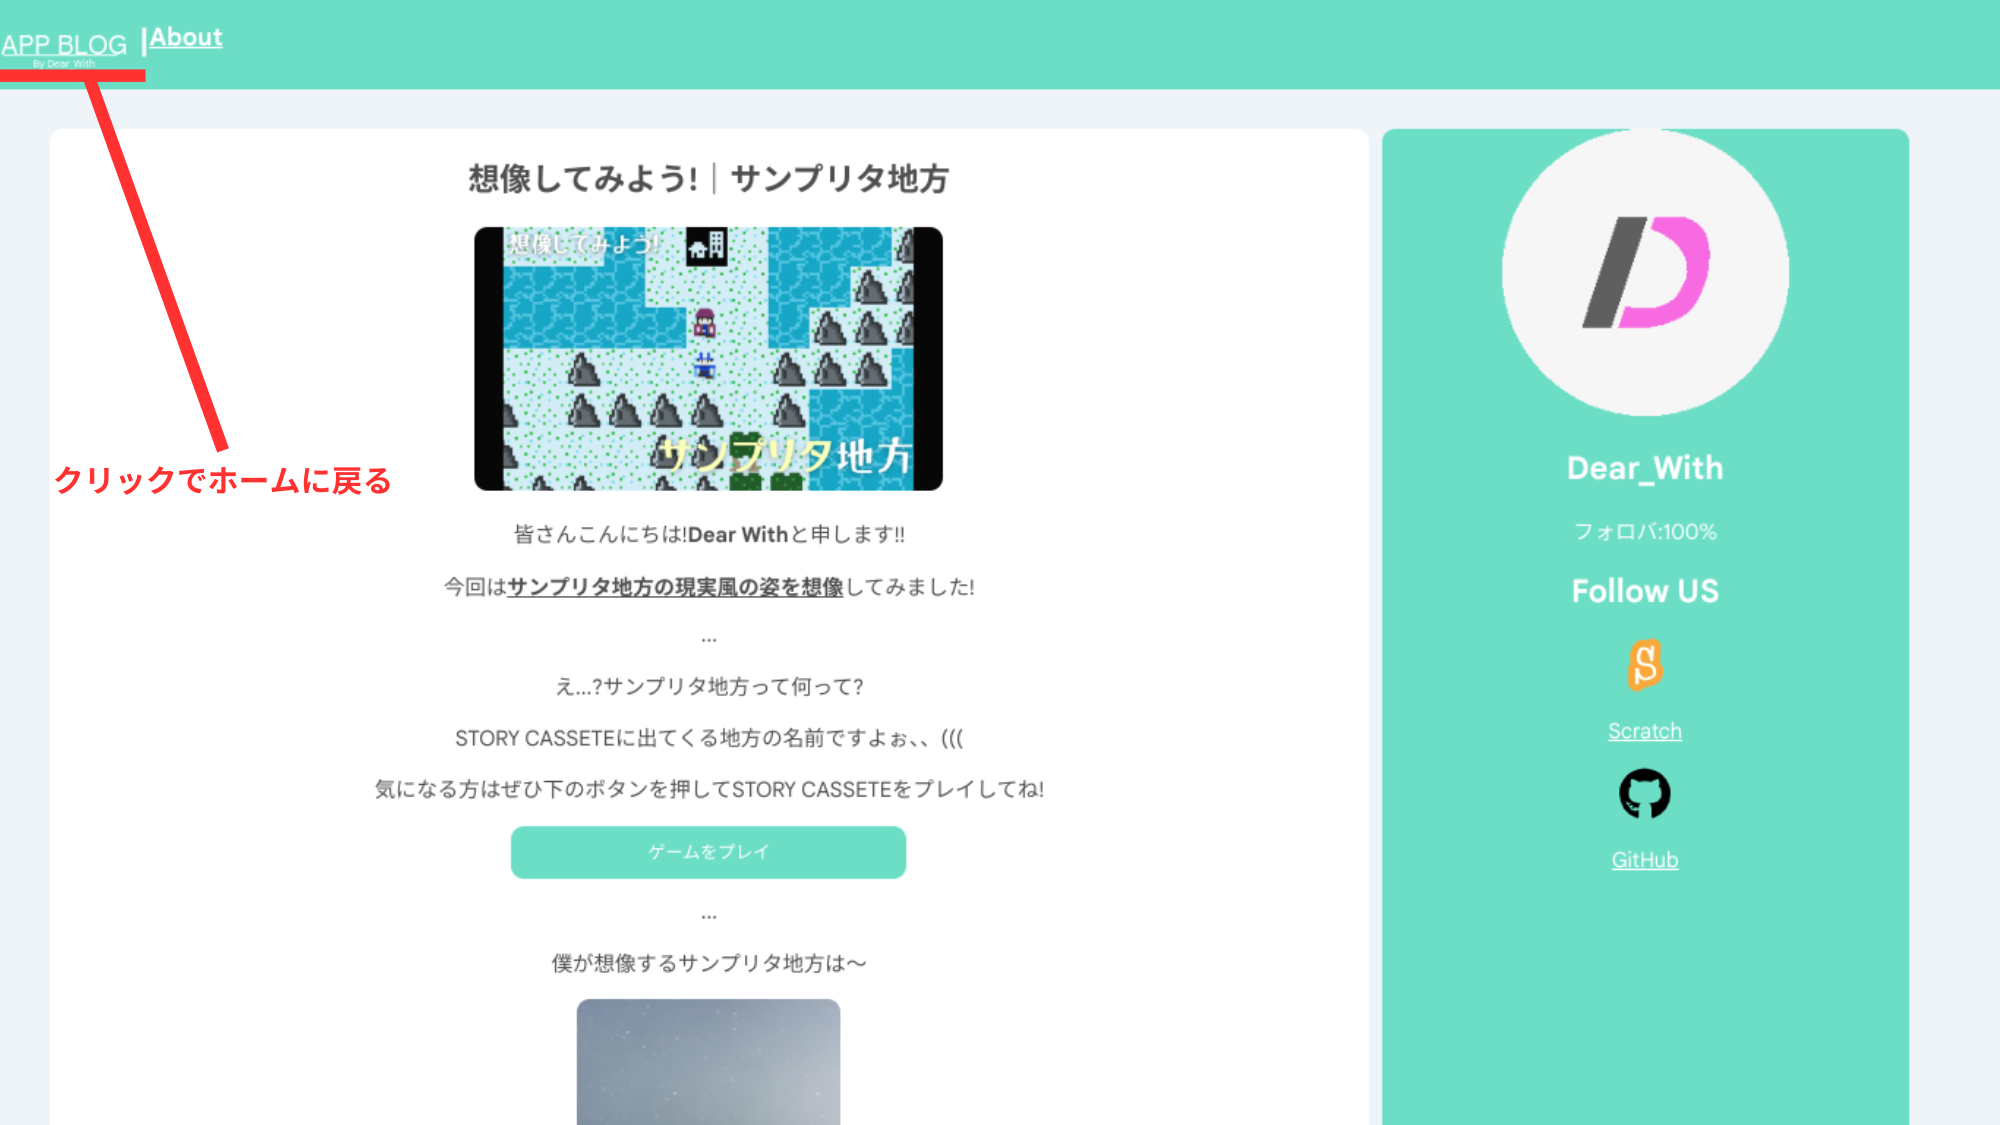 APP BLOG
By Dear With
|About
クリックでホームに戻る
想像してみよう!｜サンプリタ地方
想像してみよう!
サンプリタ地方
皆さんこんにちは!Dear Withと申します!!
今回はサンプリタ地方の現実風の姿を想像してみました!
...
え...?サンプリタ地方って何って?
STORY CASSETEに出てくる地方の名前ですよぉ、、(((
気になる方はぜひ下のボタンを押してSTORY CASSETEをプレイしてね!
ゲームをプレイ
...
僕が想像するサンプリタ地方は〜
Dear_With
フォロバ:100%
Follow US
Scratch
GitHub